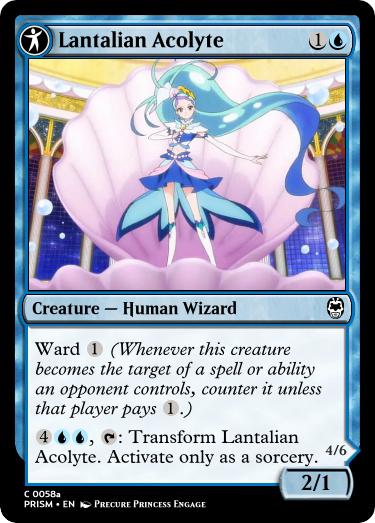 Lantalian Acolyte 1
Creature — Human Wizard
Ward 1 (Whenever this creature
becomes the target of a spell or ability
an opponent controls, counter it unless
that player pays 1.)
4, : Transform Lantalian
Acolyte. Activate only as a sorcery.
4/6
2/1
C 0058a
PRISM • EN Precure Princess Engage